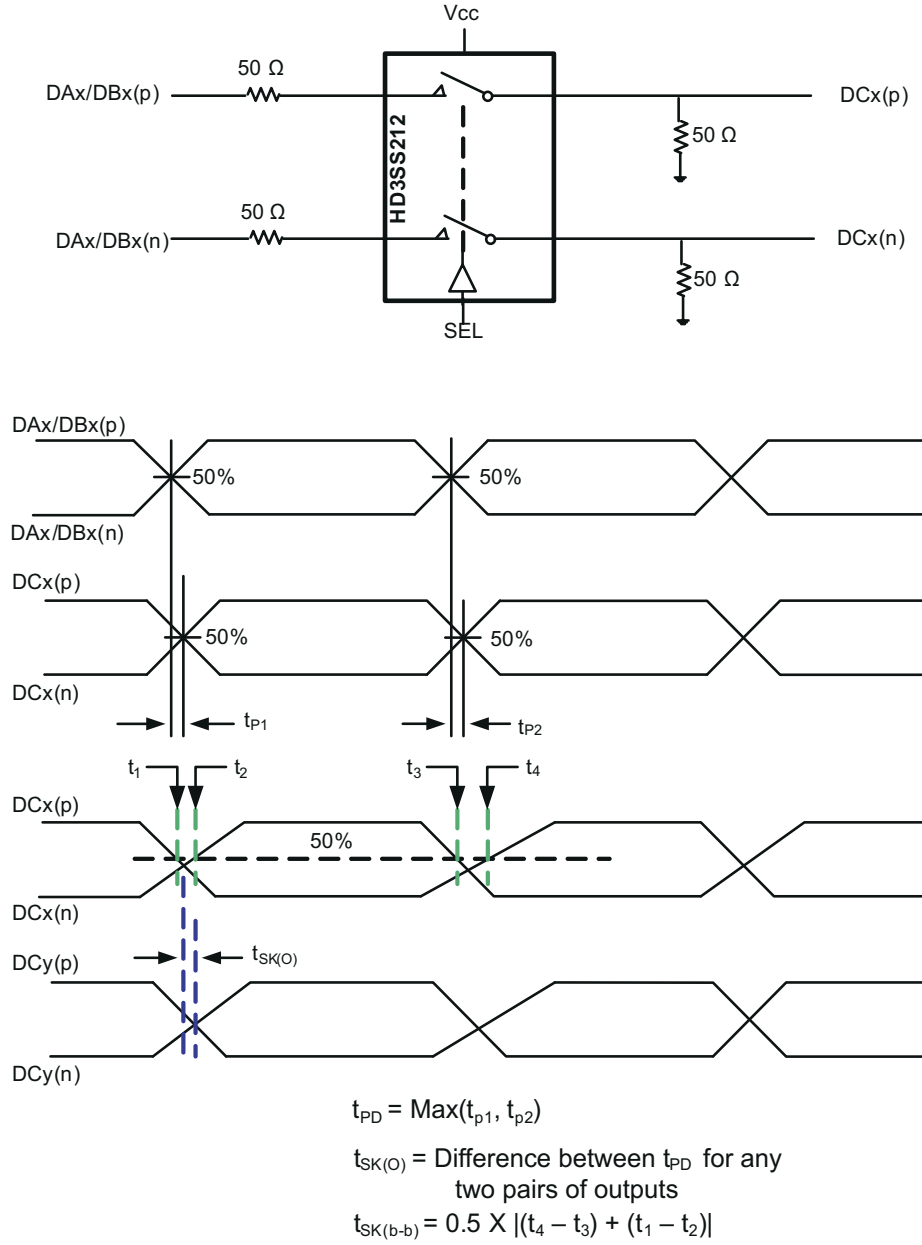 Vcc
50 Ω
DAx/DBx(p)
DCx(p)
50 Ω
HD3SS212
50 Ω
DAx/DBx(n)
DCx(n)
50 Ω
SEL
DAx/DBx(p)
50%
50%
DAx/DBx(n)
DCx(p)
50%
50%
DCx(n)
tP1
tP2
t1
t2
t3
t4
DCx(p)
50%
DCx(n)
DCy(p)
tSK(O)
DCy(n)
tPD = Max(tp1, tp2)
tSK(O) = Difference between tPD for any
two pairs of outputs
tSK(b-b) = 0.5 X |(t4 – t3) + (t1 – t2)|